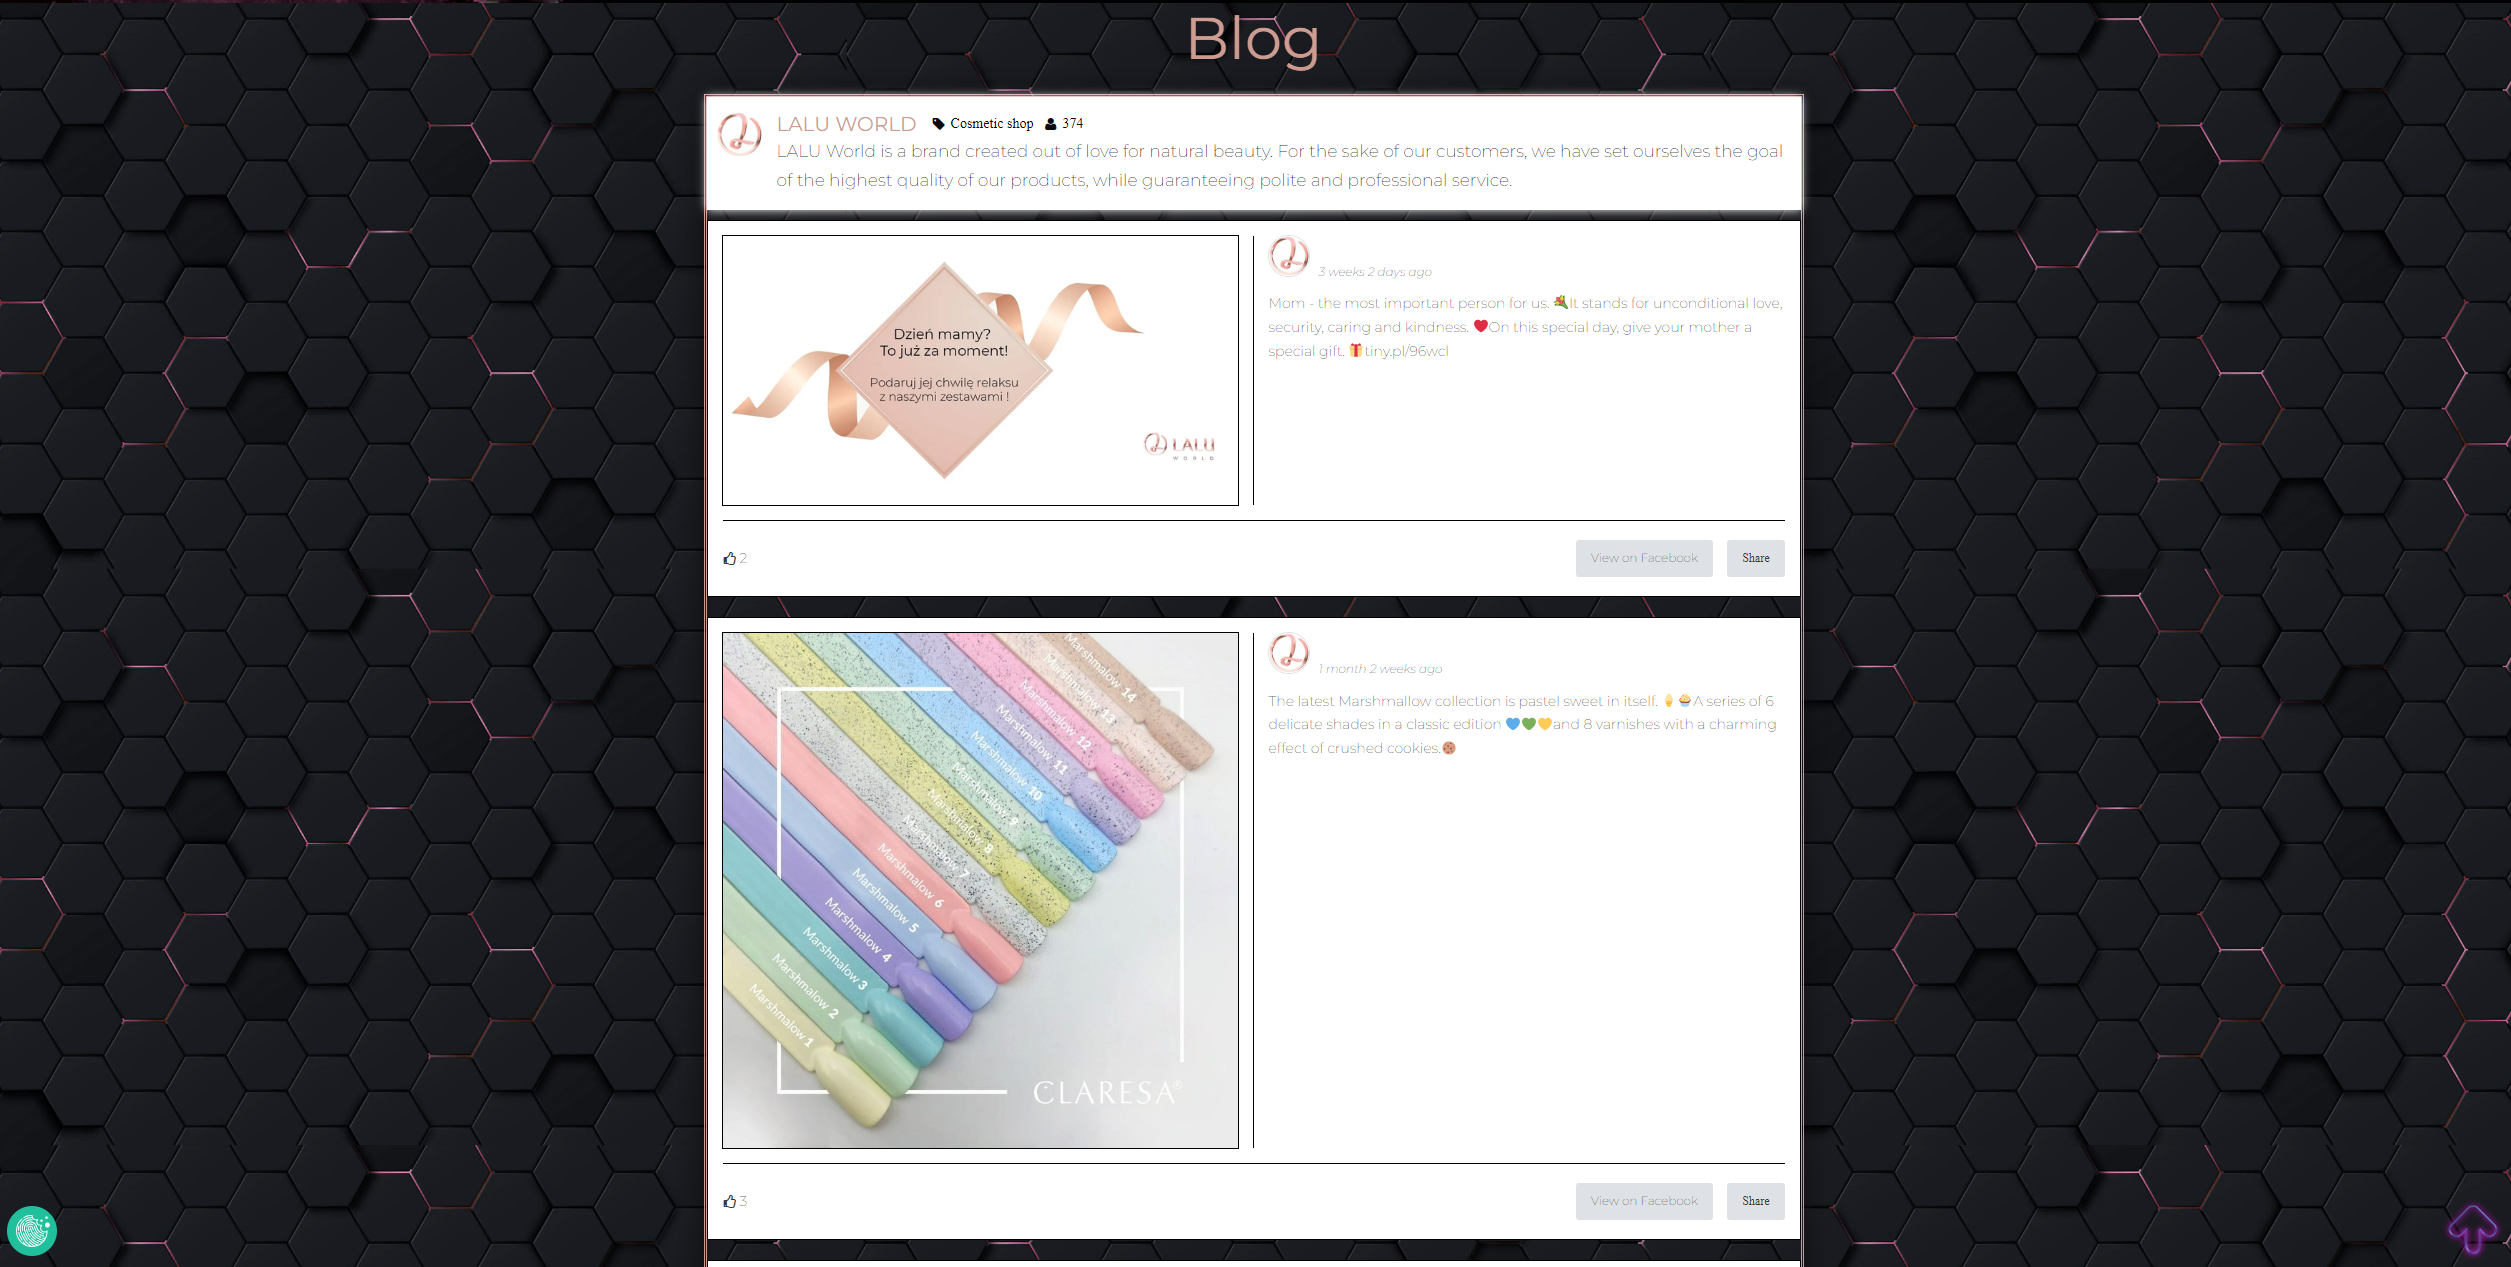 Blog
LALU WORLD Cosmetic shop 374
LALU World is a brand created out of love for natural beauty. For the sake of our customers, we have set ourselves the goal
of the highest quality of our products, while guaranteeing polite and professional service.
Dzień mamy?
To już za moment!
Podaruj jej chwilę relaksu
z naszymi zestawami !
LALU
WORLD
3 weeks 2 days ago
Mom - the most important person for us. 💐It stands for unconditional love,
security, caring and kindness. ❤️On this special day, give your mother a
special gift. 🎁tiny.pl/96wcl
2
View on Facebook
Share
Marshmalow 14
Marshmalow 13
Marshmalow 12
Marshmalow 11
Marshmalow 10
Marshmalow 9
Marshmalow 8
Marshmalow 7
Marshmalow 6
Marshmalow 5
Marshmalow 4
Marshmalow 3
Marshmalow 2
Marshmalow 1
CLARESA®
1 month 2 weeks ago
The latest Marshmallow collection is pastel sweet in itself. 🍦🧁A series of 6
delicate shades in a classic edition 💙💚💛and 8 varnishes with a charming
effect of crushed cookies.🍪
3
View on Facebook
Share